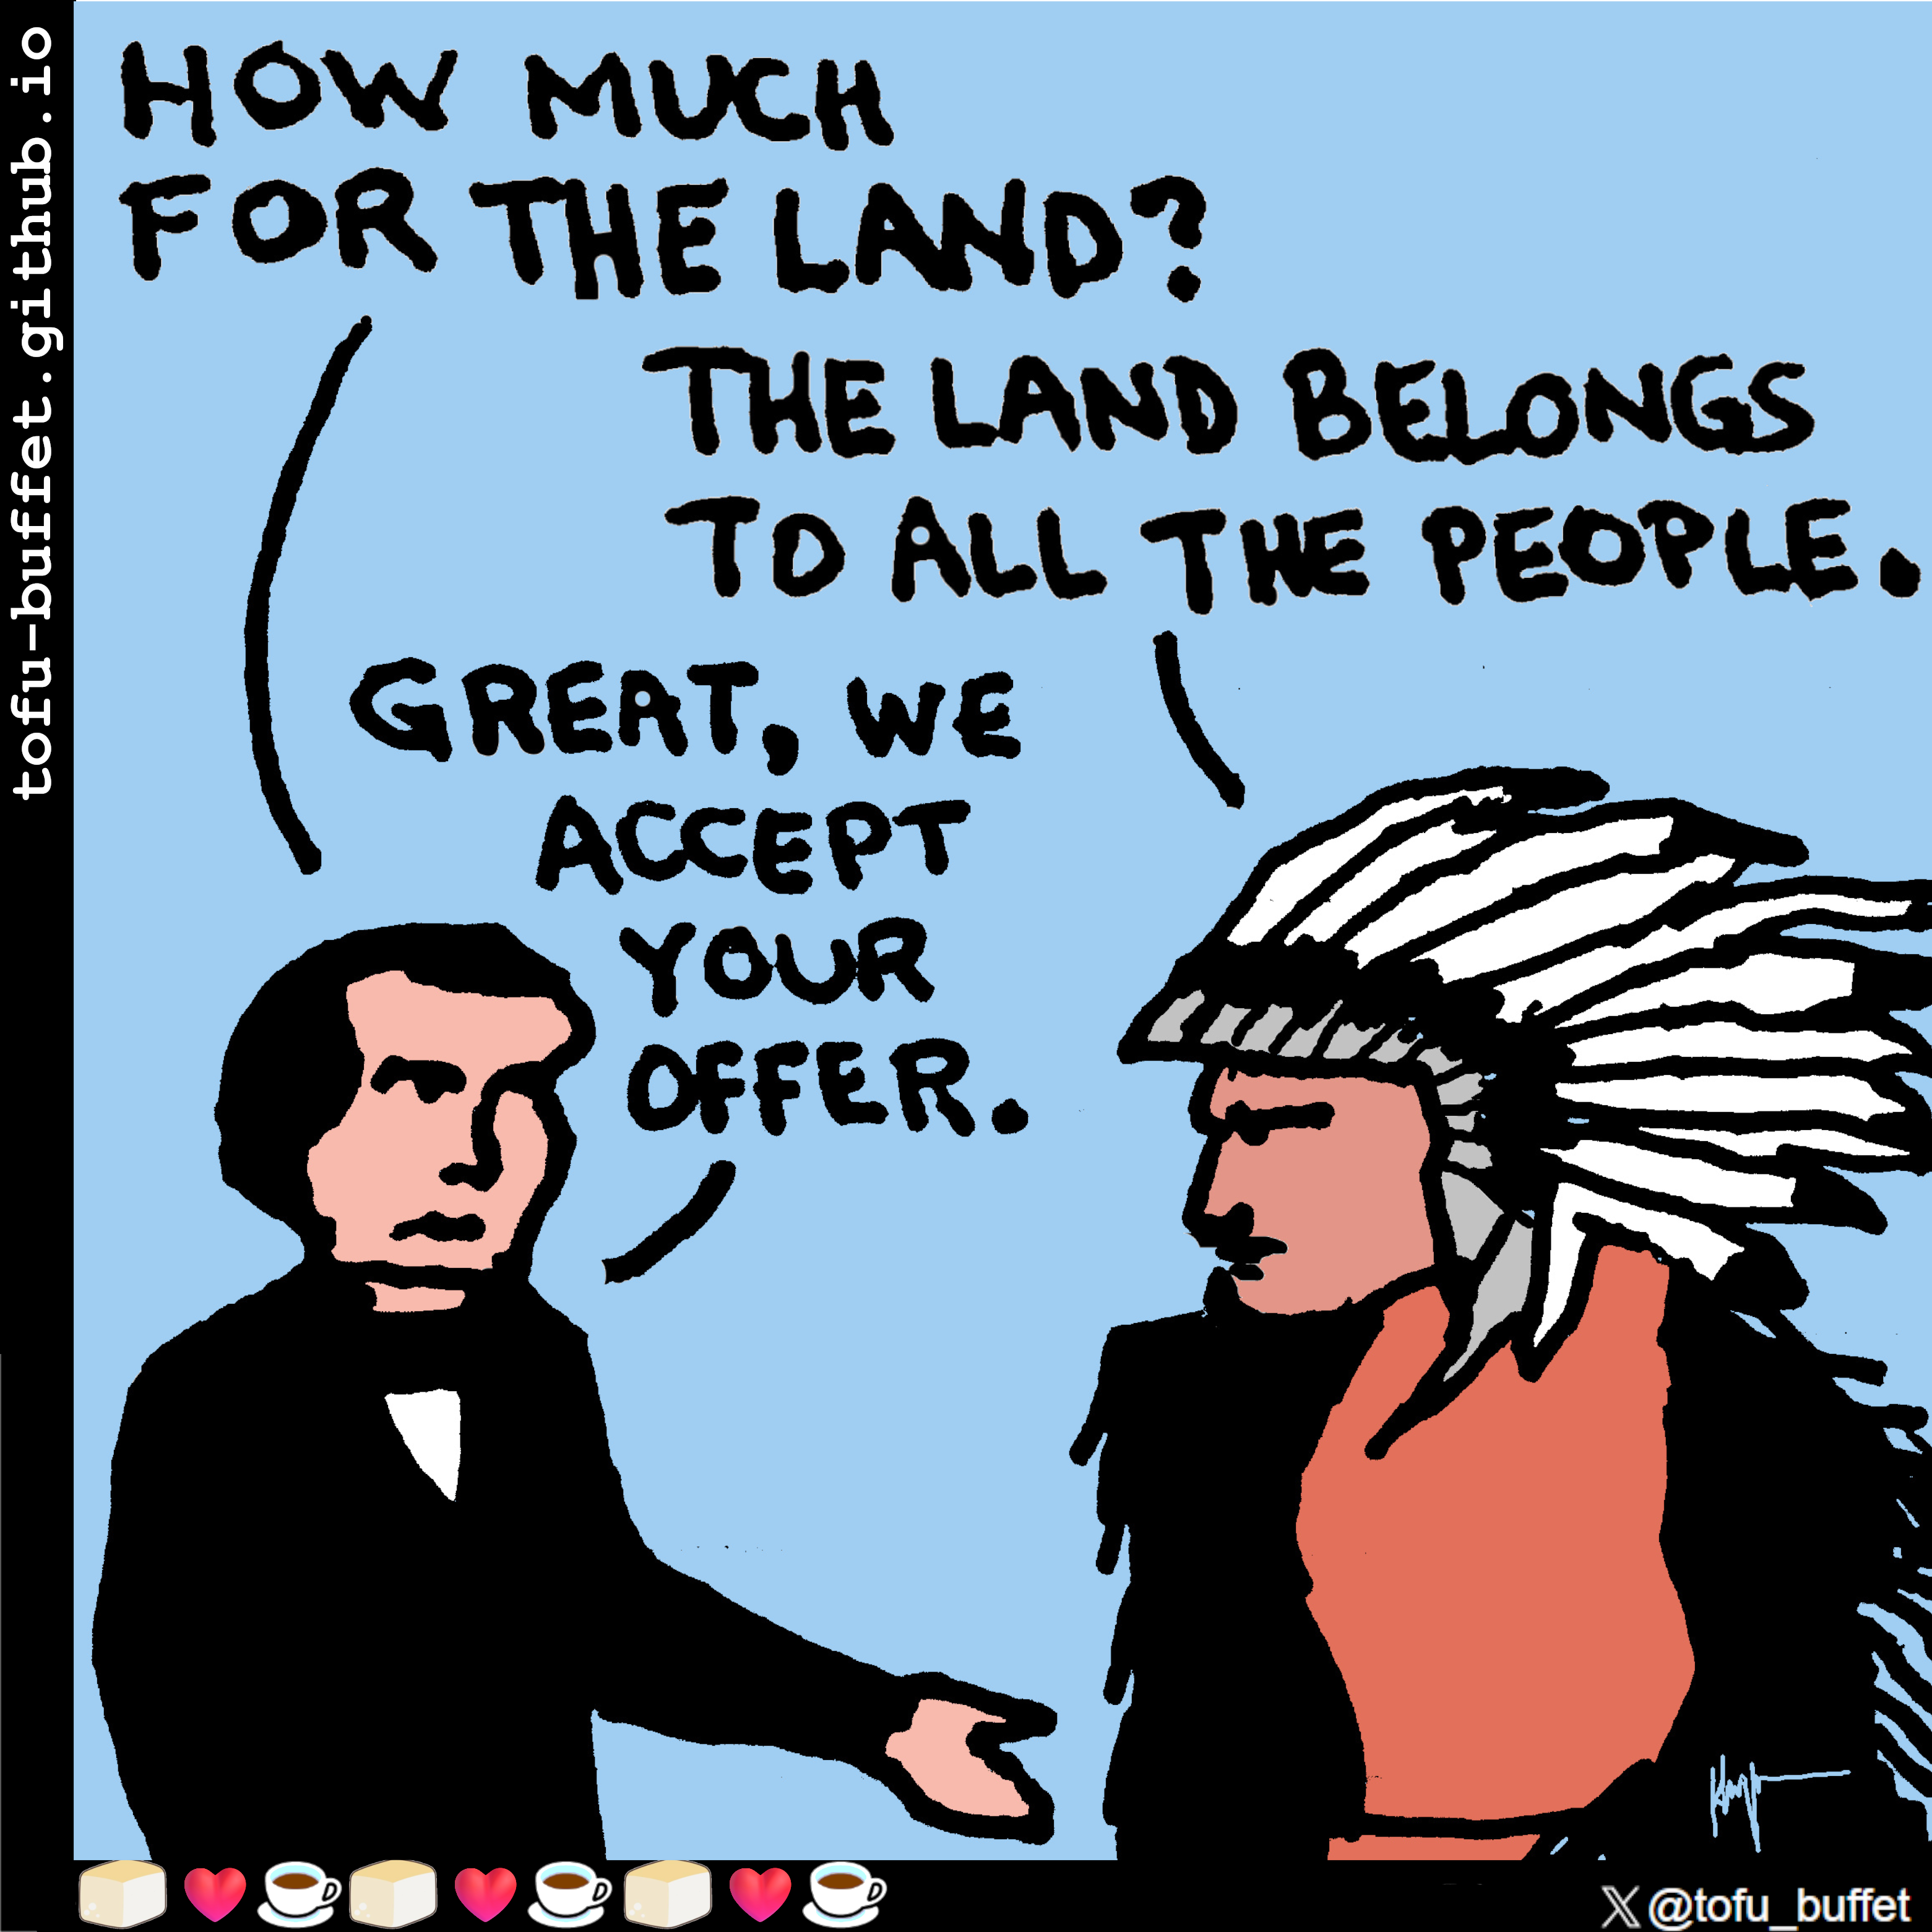 HOW MUCH
FOR THE LAND?
THE LAND BELONGS
TO ALL THE PEOPLE.
GREAT, WE
ACCEPT
YOUR
OFFER.
tofu-buffet.github.io
𝕏 @tofu_buffet